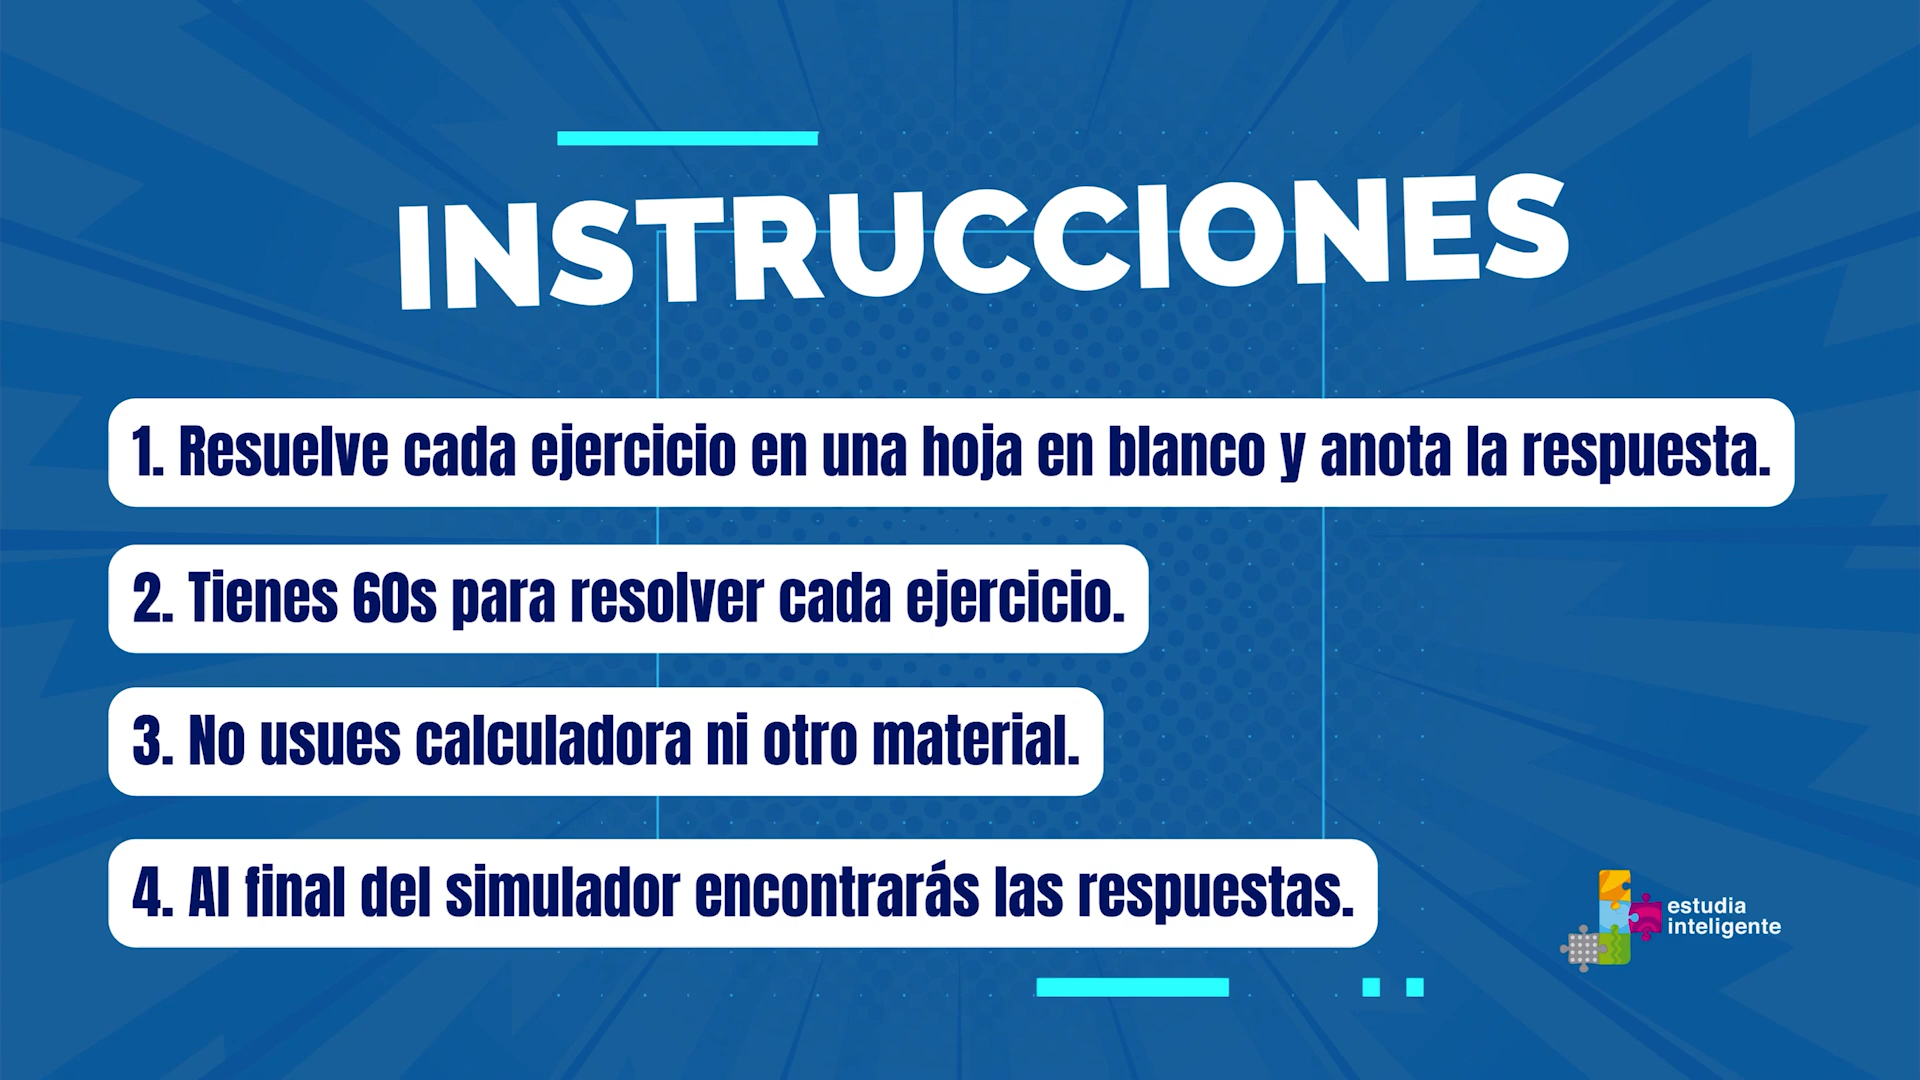 INSTRUCCIONES
1. Resuelve cada ejercicio en una hoja en blanco y anota la respuesta.
2. Tienes 60s para resolver cada ejercicio.
3. No usues calculadora ni otro material.
4. Al final del simulador encontrarás las respuestas.
estudia
inteligente